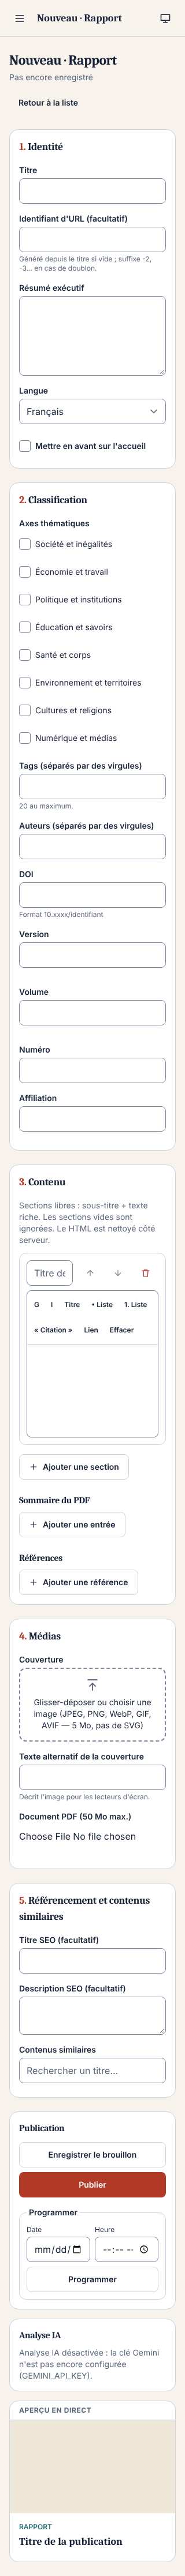 Nouveau · Rapport
Nouveau · Rapport
Pas encore enregistré
Retour à la liste
1. Identité
Titre
Identifiant d'URL (facultatif)
Généré depuis le titre si vide ; suffixe -2,
-3… en cas de doublon.
Résumé exécutif
Langue
Français
Mettre en avant sur l'accueil
2. Classification
Axes thématiques
Société et inégalités
Économie et travail
Politique et institutions
Éducation et savoirs
Santé et corps
Environnement et territoires
Cultures et religions
Numérique et médias
Tags (séparés par des virgules)
20 au maximum.
Auteurs (séparés par des virgules)
DOI
Format 10.xxxx/identifiant
Version
Volume
Numéro
Affiliation
3. Contenu
Sections libres : sous-titre + texte
riche. Les sections vides sont
ignorées. Le HTML est nettoyé côté
serveur.
Titre de
G I Titre • Liste 1. Liste
« Citation » Lien Effacer
Ajouter une section
Sommaire du PDF
Ajouter une entrée
Références
Ajouter une référence
4. Médias
Couverture
Glisser-déposer ou choisir une
image (JPEG, PNG, WebP, GIF,
AVIF — 5 Mo, pas de SVG)
Texte alternatif de la couverture
Décrit l'image pour les lecteurs d'écran.
Document PDF (50 Mo max.)
Choose File No file chosen
5. Référencement et contenus
similaires
Titre SEO (facultatif)
Description SEO (facultatif)
Contenus similaires
Rechercher un titre…
Publication
Enregistrer le brouillon
Publier
Programmer
Date Heure
mm/dd/ --:-- -
Programmer
Analyse IA
Analyse IA désactivée : la clé Gemini
n'est pas encore configurée
(GEMINI_API_KEY).
APERÇU EN DIRECT
RAPPORT
Titre de la publication